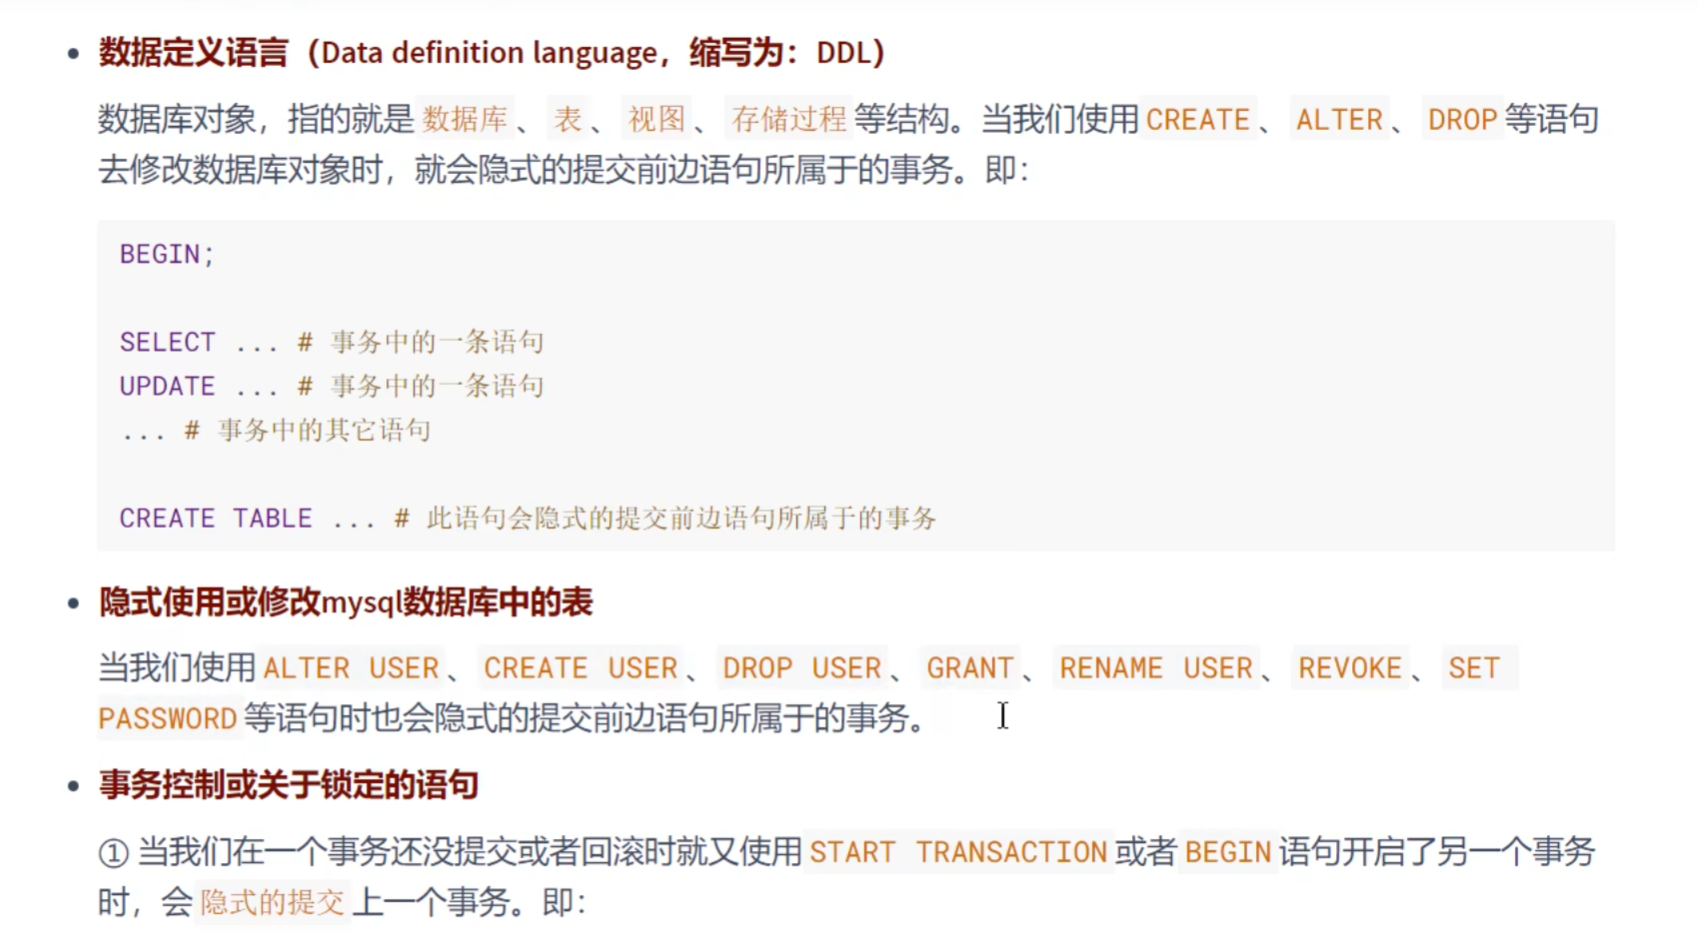 • 数据定义语言（Data definition language，缩写为：DDL）
数据库对象，指的就是 数据库 、 表 、 视图 、 存储过程 等结构。当我们使用 CREATE 、 ALTER 、 DROP 等语句
去修改数据库对象时，就会隐式的提交前边语句所属于的事务。即：
BEGIN;
SELECT ... # 事务中的一条语句
UPDATE ... # 事务中的一条语句
... # 事务中的其它语句
CREATE TABLE ... # 此语句会隐式的提交前边语句所属于的事务
• 隐式使用或修改mysql数据库中的表
当我们使用 ALTER USER 、 CREATE USER 、 DROP USER 、 GRANT 、 RENAME USER 、 REVOKE 、 SET
PASSWORD 等语句时也会隐式的提交前边语句所属于的事务。
• 事务控制或关于锁定的语句
① 当我们在一个事务还没提交或者回滚时就又使用 START TRANSACTION 或者 BEGIN 语句开启了另一个事务
时，会 隐式的提交 上一个事务。即：